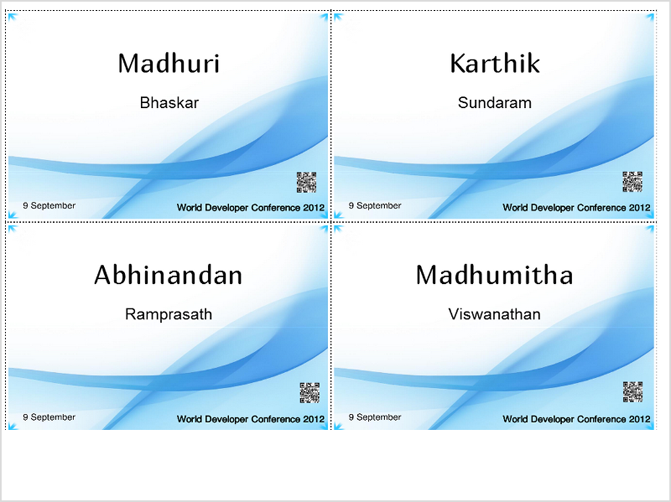 Madhuri
Bhaskar
9 September
World Developer Conference 2012
Karthik
Sundaram
9 September
World Developer Conference 2012
Abhinandan
Ramprasath
9 September
World Developer Conference 2012
Madhumitha
Viswanathan
9 September
World Developer Conference 2012